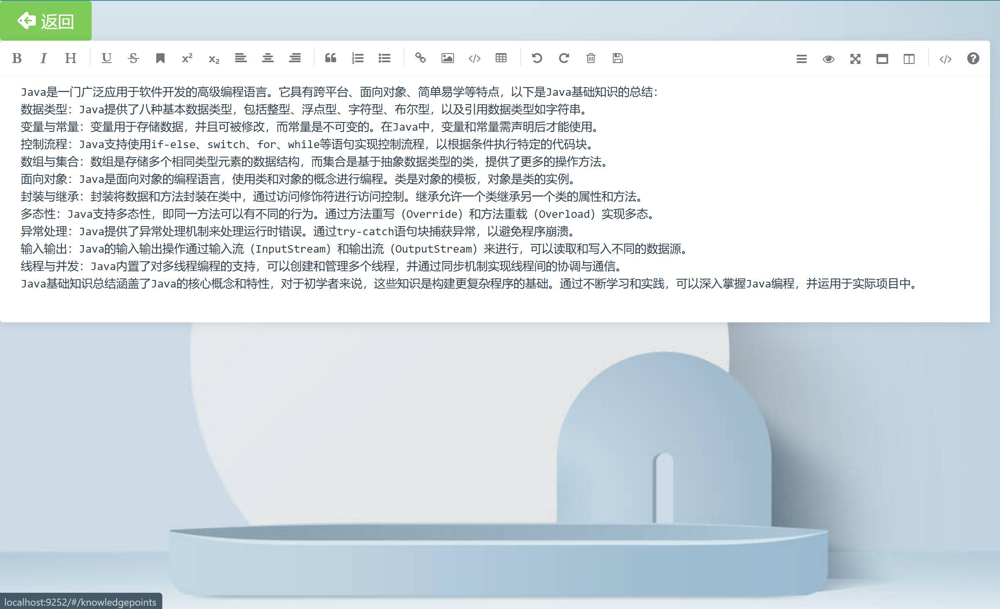 返回
B I H U S x² x₂
Java是一门广泛应用于软件开发的高级编程语言。它具有跨平台、面向对象、简单易学等特点，以下是Java基础知识的总结：
数据类型：Java提供了八种基本数据类型，包括整型、浮点型、字符型、布尔型，以及引用数据类型如字符串。
变量与常量：变量用于存储数据，并且可被修改，而常量是不可变的。在Java中，变量和常量需声明后才能使用。
控制流程：Java支持使用if-else、switch、for、while等语句实现控制流程，以根据条件执行特定的代码块。
数组与集合：数组是存储多个相同类型元素的数据结构，而集合是基于抽象数据类型的类，提供了更多的操作方法。
面向对象：Java是面向对象的编程语言，使用类和对象的概念进行编程。类是对象的模板，对象是类的实例。
封装与继承：封装将数据和方法封装在类中，通过访问修饰符进行访问控制。继承允许一个类继承另一个类的属性和方法。
多态性：Java支持多态性，即同一方法可以有不同的行为。通过方法重写（Override）和方法重载（Overload）实现多态。
异常处理：Java提供了异常处理机制来处理运行时错误。通过try-catch语句块捕获异常，以避免程序崩溃。
输入输出：Java的输入输出操作通过输入流（InputStream）和输出流（OutputStream）来进行，可以读取和写入不同的数据源。
线程与并发：Java内置了对多线程编程的支持，可以创建和管理多个线程，并通过同步机制实现线程间的协调与通信。
Java基础知识总结涵盖了Java的核心概念和特性，对于初学者来说，这些知识是构建更复杂程序的基础。通过不断学习和实践，可以深入掌握Java编程，并运用于实际项目中。
localhost:9252/#/knowledgepoints